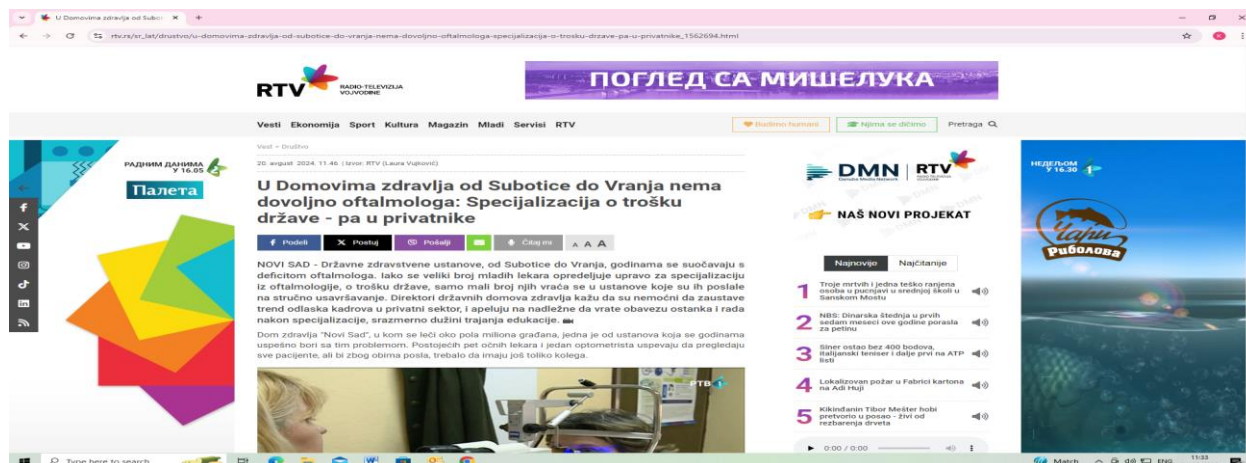 U Domovima zdravlja od Subot
rtv.rs/sr_lat/drustvo/u-domovima-zdravlja-od-subotice-do-vranja-nema-dovoljno-oftalmologa-specijalizacija-o-trosku-drzave-pa-u-privatnike_1562694.html
RTV
RADIO-TELEVIZIJA
VOJVODINE
ПОГЛЕД СА МИШЕЛУКА
Vesti Ekonomija Sport Kultura Magazin Mladi Servisi RTV
Budimo humani
Njima se dičimo
Pretraga
РАДНИМ ДАНИМА
У 16.05
2
Палета
Vesti > Društvo
20. avgust 2024. 11.46 | Izvor: RTV (Laura Vujković)
U Domovima zdravlja od Subotice do Vranja nema
dovoljno oftalmologa: Specijalizacija o trošku
države - pa u privatnike
Podeli
Postuj
Pošalji
Čitaj mi
A A A
NOVI SAD - Državne zdravstvene ustanove, od Subotice do Vranja, godinama se suočavaju s
deficitom oftalmologa. Iako se veliki broj mladih lekara opredeljuje upravo za specijalizaciju
iz oftalmologije, o trošku države, samo mali broj njih vraća se u ustanove koje su ih poslale
na stručno usavršavanje. Direktori državnih domova zdravlja kažu da su nemoćni da zaustave
trend odlaska kadrova u privatni sektor, i apeluju na nadležne da vrate obavezu ostanka i rada
nakon specijalizacije, srazmerno dužini trajanja edukacije.
Dom zdravlja "Novi Sad", u kom se leči oko pola miliona građana, jedna je od ustanova koja se godinama
uspešno bori sa tim problemom. Postojećih pet očnih lekara i jedan optometrista uspevaju da pregledaju
sve pacijente, ali bi zbog obima posla, trebalo da imaju još toliko kolega.
РТВ 1
DMN
RTV
NAŠ NOVI PROJEKAT
Najnovije
Najčitanije
1
Troje mrtvih i jedna teško ranjena
osoba u pucnjavi u srednjoj školi u
Sanskom Mostu
2
NBS: Dinarska štednja u prvih
sedam meseci ove godine porasla
za petinu
3
Siner ostao bez 400 bodova,
italijanski teniser i dalje prvi na ATP
listi
4
Lokalizovan požar u Fabrici kartona
na Adi Huji
5
Kikinđanin Tibor Mešter hobi
pretvorio u posao - živi od
rezbarenja drveta
0:00 / 0:00
НЕДЕЉОМ
У 16.30
1
Чари
Риболова
Type here to search
Match
ENG
11:33